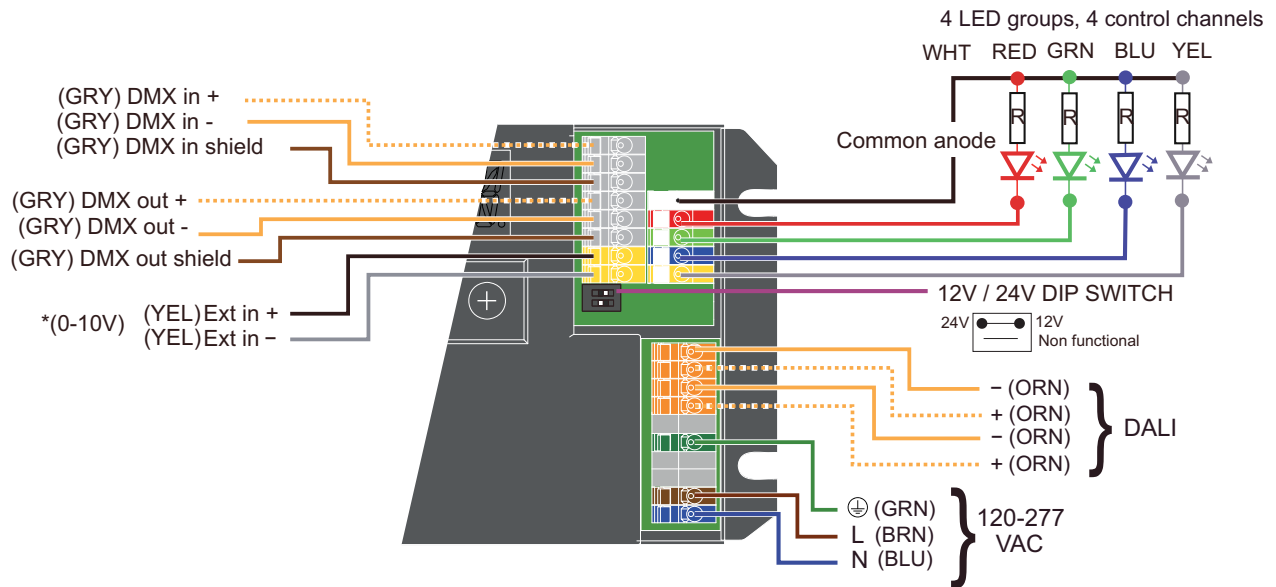 4 LED groups, 4 control channels
WHT RED GRN BLU YEL
(GRY) DMX in +
(GRY) DMX in -
(GRY) DMX in shield
R R R R
Common anode
(GRY) DMX out +
(GRY) DMX out -
(GRY) DMX out shield
*(0-10V) (YEL) Ext in +
(YEL) Ext in –
12V / 24V DIP SWITCH
24V 12V
Non functional
– (ORN)
+ (ORN)
– (ORN)
+ (ORN)
DALI
(GRN)
L (BRN)
N (BLU)
120-277
VAC